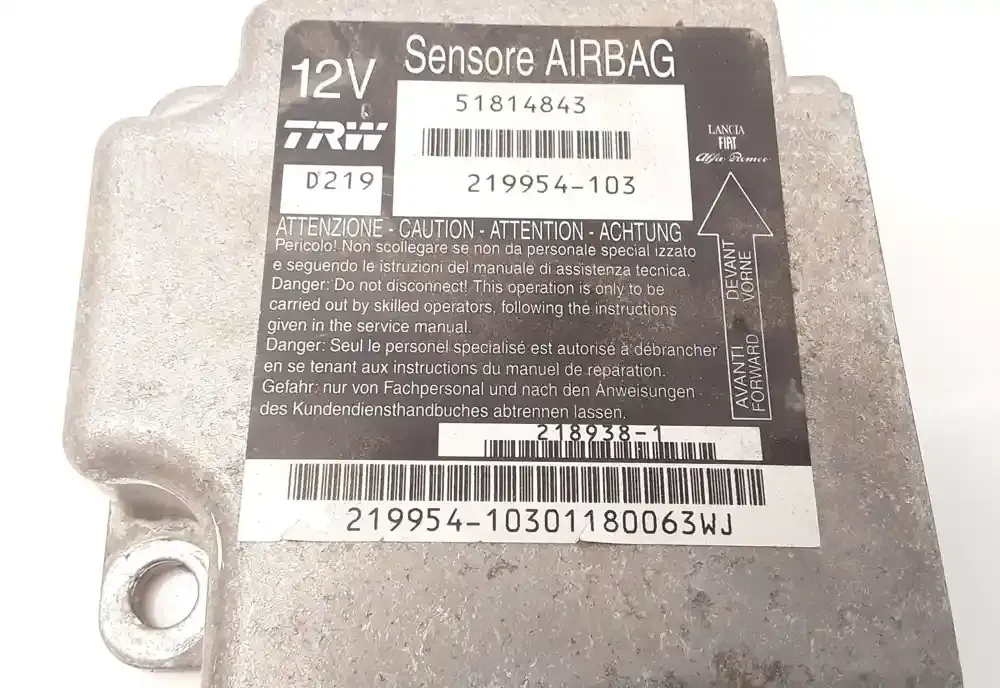 12V
Sensore AIRBAG
TRW
D219
51814843
219954-103
LANCIA
FIAT
Alfa Romeo
ATTENZIONE - CAUTION - ATTENTION - ACHTUNG
Pericolo! Non scollegare se non da personale special izzato
e seguendo le istruzioni del manuale di assistenza tecnica.
Danger: Do not disconnect! This operation is only to be
carried out by skilled operators, following the instructions
given in the service manual.
Danger: Seul le personel specialisé est autorisé à débrancher
en se tenant aux instructions du manuel de réparation.
Gefahr: nur von Fachpersonal und nach den Anweisungen
des Kundendiensthandbuches abtrennen lassen.
AVANTI DEVANT
FORWARD VORNE
218938-1
219954-10301180063WJ